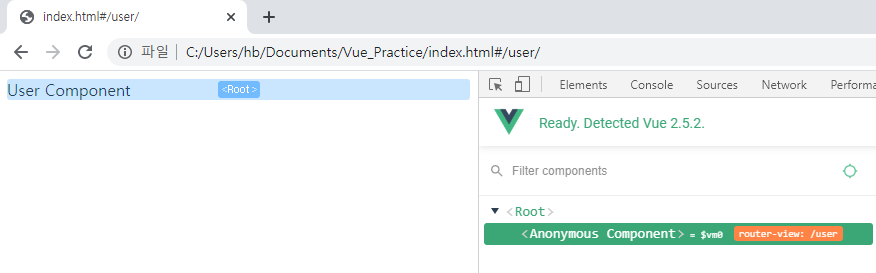 index.html#/user/
파일 C:/Users/hb/Documents/Vue_Practice/index.html#/user/
User Component <Root>
Elements Console Sources Network Performa
Ready. Detected Vue 2.5.2.
Filter components
<Root>
<Anonymous Component> = $vm0 router-view: /user